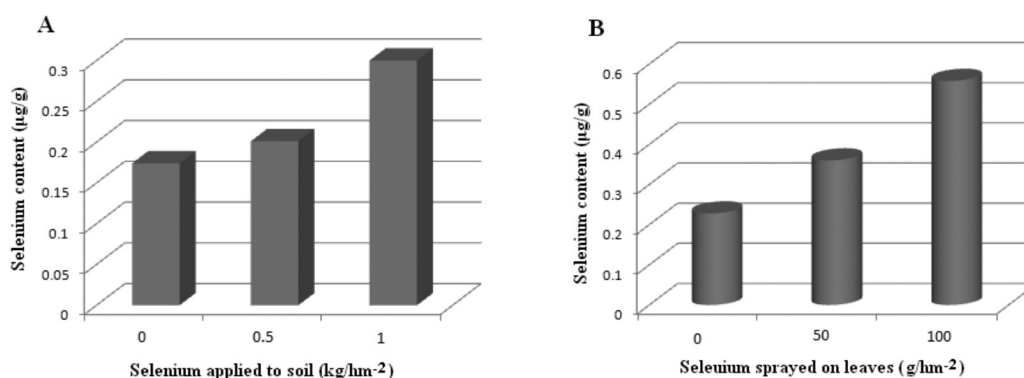 A
Selenium content (µg/g)
0.3
0.25
0.2
0.15
0.1
0.05
0
0 0.5 1
Selenium applied to soil (kg/hm-2)
B
Selenium content (µg/g)
0.6
0.5
0.4
0.3
0.2
0.1
0
0 50 100
Seleuium sprayed on leaves (g/hm-2)